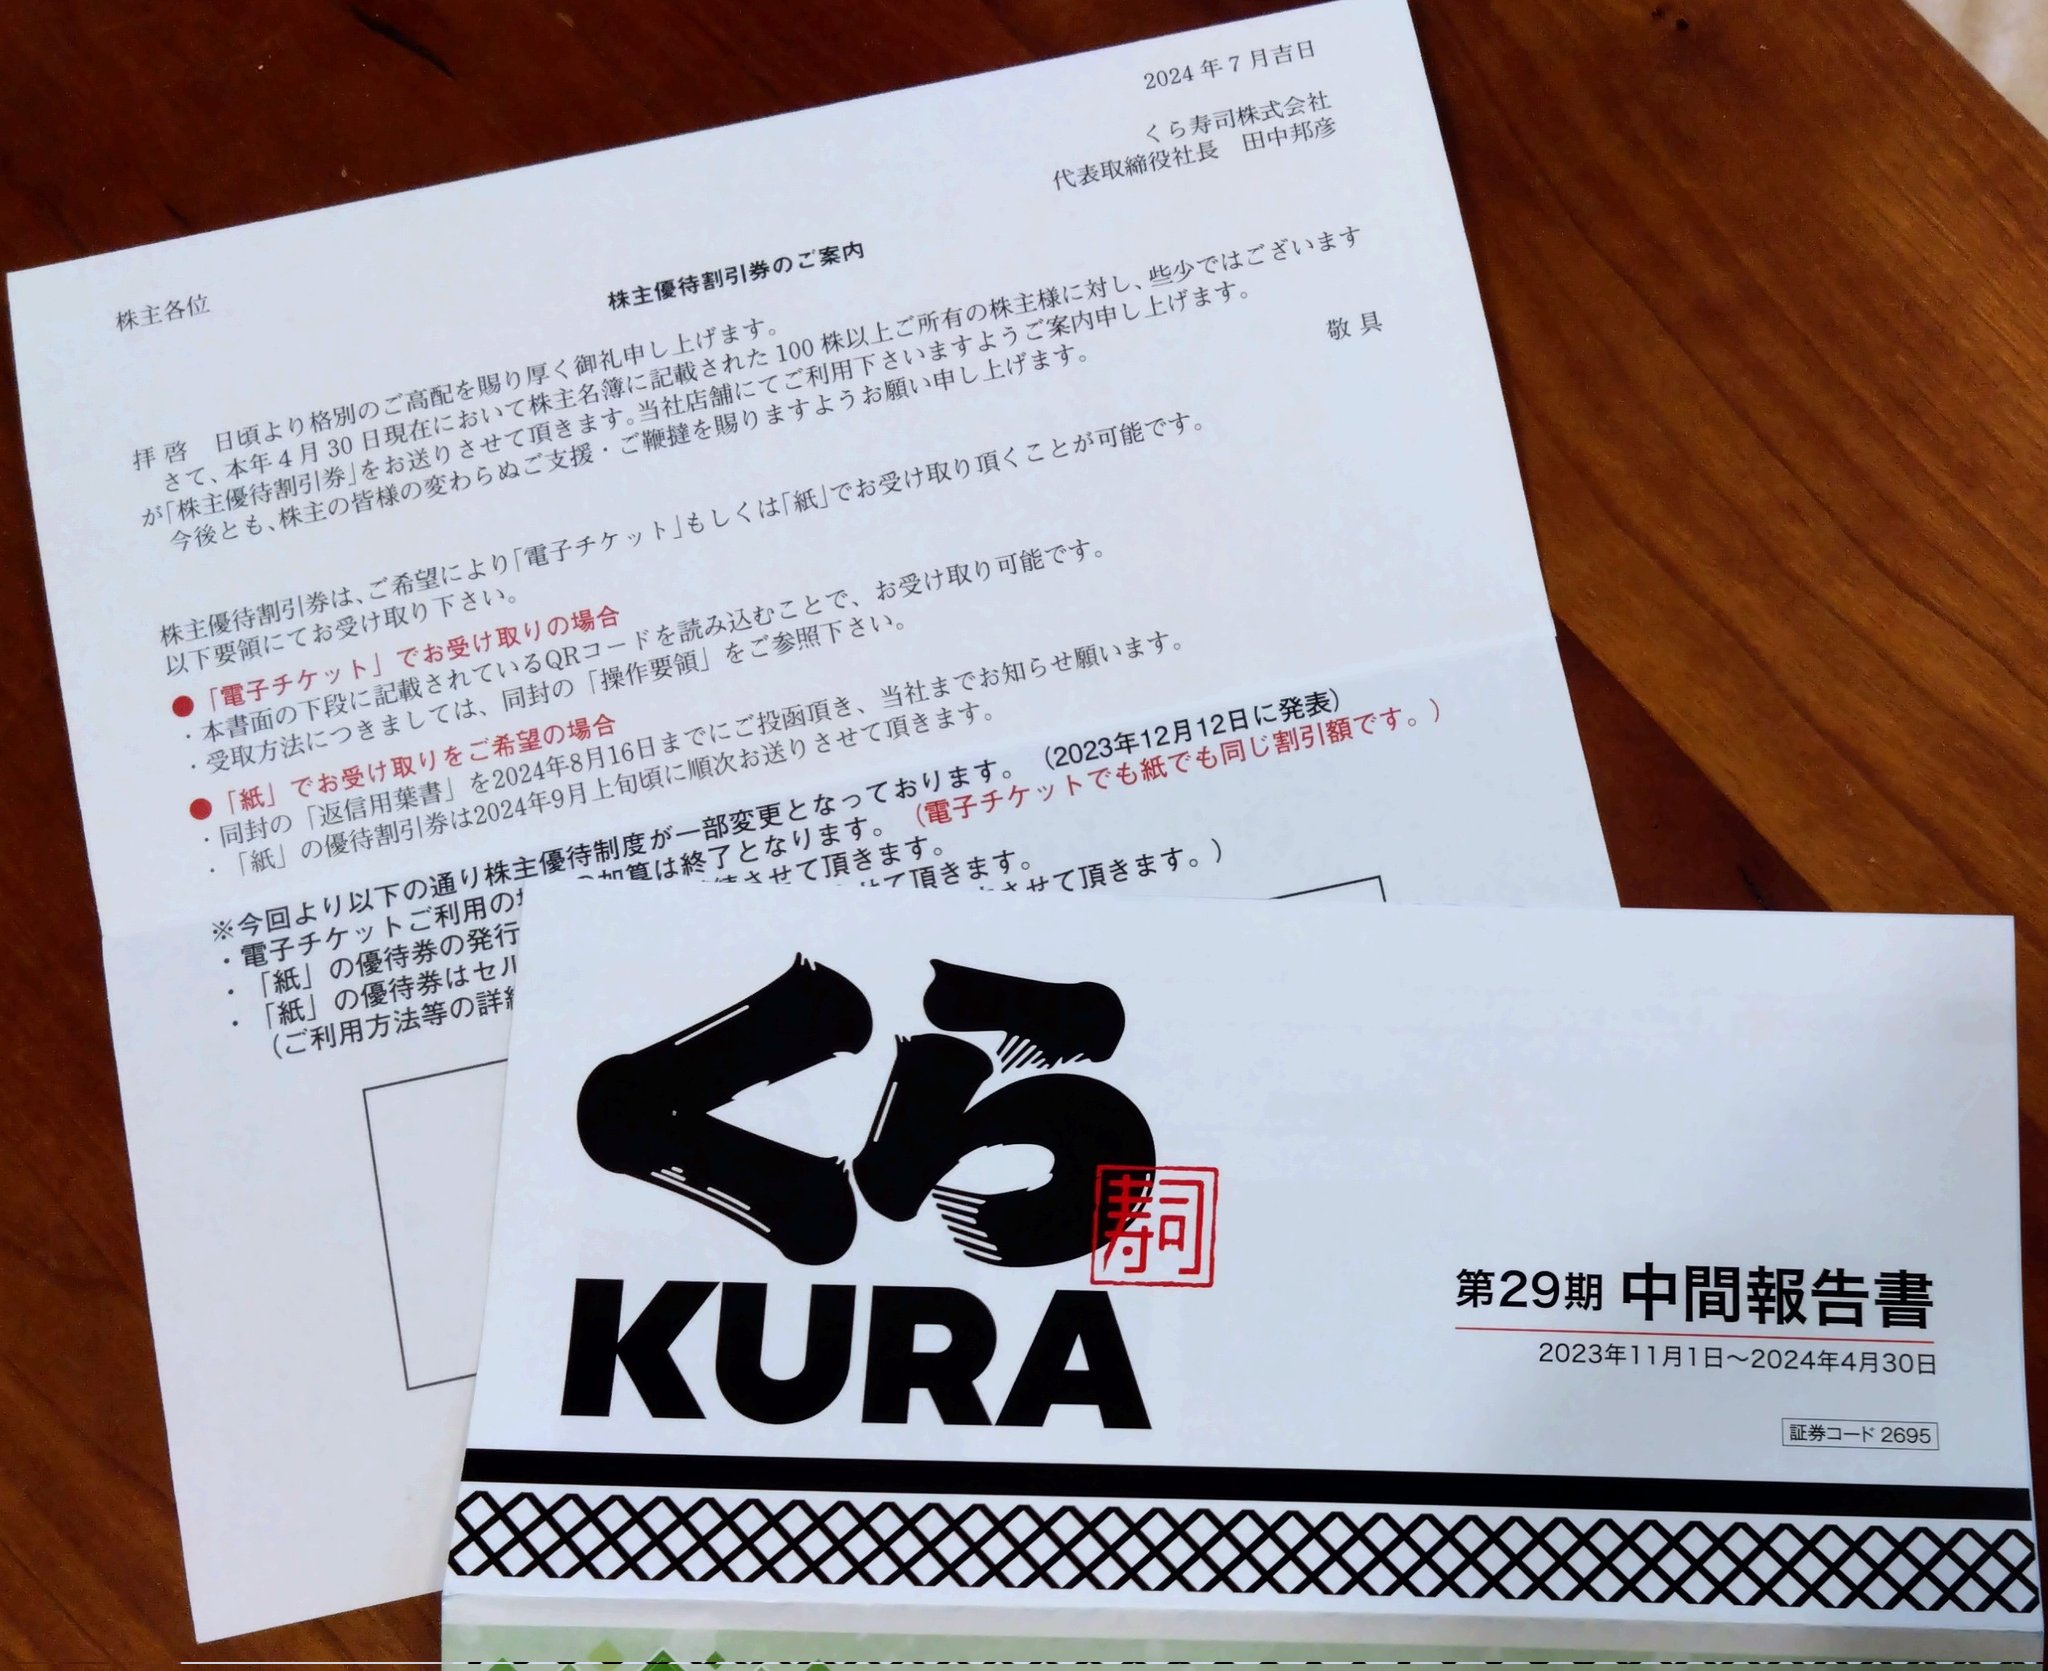 2024年7月吉日
くら寿司株式会社
代表取締役社長 田中邦彦
株主各位
株主優待割引券のご案内
拝啓 日頃より格別のご高配を賜り厚く御礼申し上げます。
さて、本年4月30日現在において株主名簿に記載された100株以上ご所有の株主様に対し、些少ではございます
が「株主優待割引券」をお送りさせて頂きます。当社店舗にてご利用下さいますようご案内申し上げます。
今後とも、株主の皆様の変わらぬご支援・ご鞭撻を賜りますようお願い申し上げます。
敬具
株主優待割引券は、ご希望により「電子チケット」もしくは「紙」でお受け取り頂くことが可能です。
以下要領にてお受け取り下さい。
●「電子チケット」でお受け取りの場合
・本書面の下段に記載されているQRコードを読み込むことで、お受け取り可能です。
・受取方法につきましては、同封の「操作要領」をご参照下さい。
●「紙」でお受け取りをご希望の場合
・同封の「返信用葉書」を2024年8月16日までにご投函頂き、当社までお知らせ願います。
・「紙」の優待割引券は2024年9月上旬頃に順次お送りさせて頂きます。
※今回より以下の通り株主優待制度が一部変更となっております。(2023年12月12日に発表)
・電子チケットご利用の 加算は終了となります。(電子チケットでも紙でも同じ割引額です。)
・「紙」の優待券の発行 させて頂きます。
・「紙」の優待券はセル せて頂きます。
(ご利用方法等の詳細 させて頂きます。)
くら
寿司
KURA
第29期 中間報告書
2023年11月1日～2024年4月30日
証券コード 2695